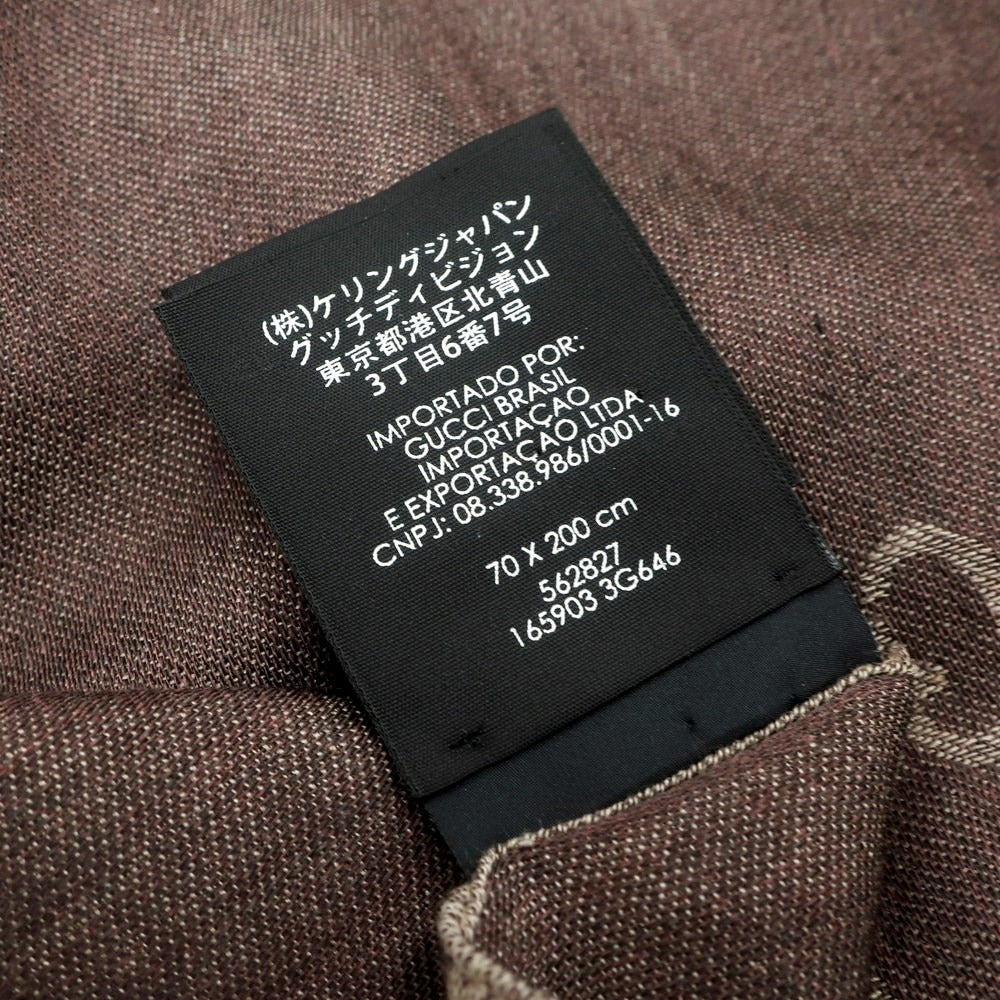 (株)ケリングジャパン
グッチディビジョン
東京都港区北青山
3丁目6番7号
IMPORTADO POR:
GUCCI BRASIL
IMPORTAÇAO
E EXPORTAÇAO LTDA
CNPJ: 08.338.986/0001-16
70 X 200 cm
562827
165903 3G646